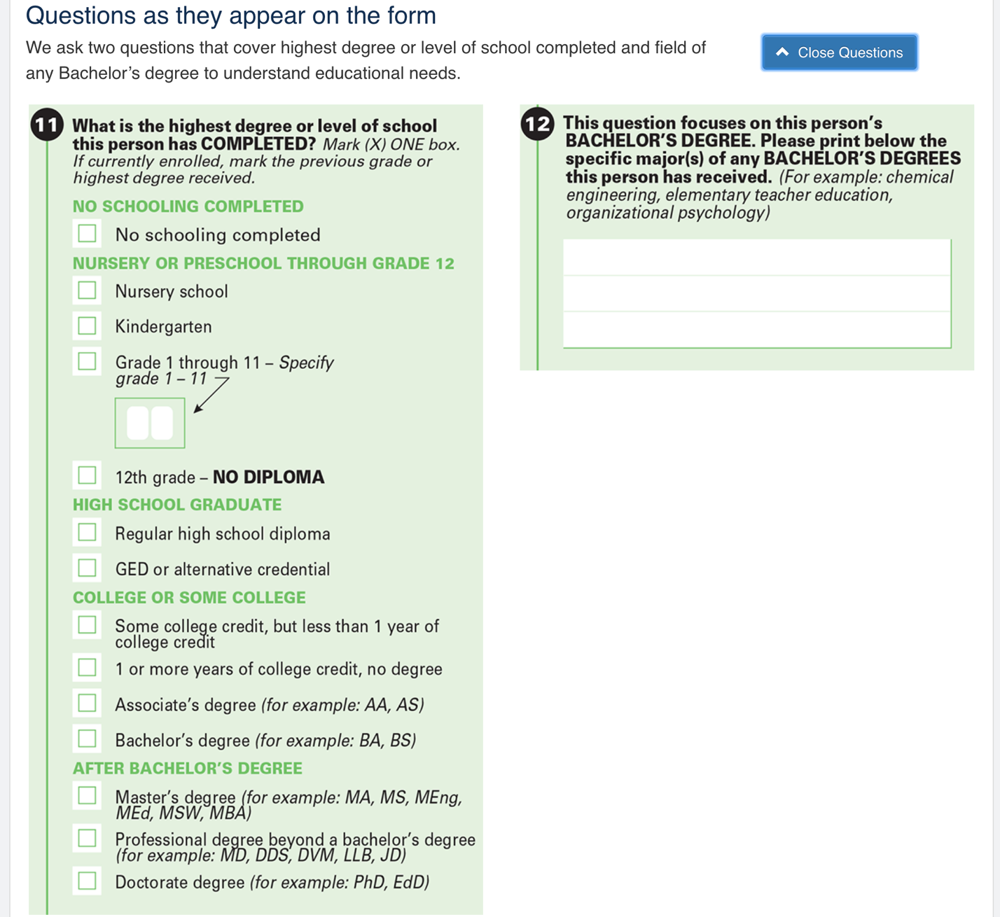 Questions as they appear on the form
We ask two questions that cover highest degree or level of school completed and field of
any Bachelor's degree to understand educational needs.
Close Questions
11 What is the highest degree or level of school
this person has COMPLETED? Mark (X) ONE box.
If currently enrolled, mark the previous grade or
highest degree received.
NO SCHOOLING COMPLETED
No schooling completed
NURSERY OR PRESCHOOL THROUGH GRADE 12
Nursery school
Kindergarten
Grade 1 through 11 – Specify
grade 1 – 11
12th grade – NO DIPLOMA
HIGH SCHOOL GRADUATE
Regular high school diploma
GED or alternative credential
COLLEGE OR SOME COLLEGE
Some college credit, but less than 1 year of
college credit
1 or more years of college credit, no degree
Associate's degree (for example: AA, AS)
Bachelor's degree (for example: BA, BS)
AFTER BACHELOR'S DEGREE
Master's degree (for example: MA, MS, MEng,
MEd, MSW, MBA)
Professional degree beyond a bachelor's degree
(for example: MD, DDS, DVM, LLB, JD)
Doctorate degree (for example: PhD, EdD)
12 This question focuses on this person's
BACHELOR'S DEGREE. Please print below the
specific major(s) of any BACHELOR'S DEGREES
this person has received. (For example: chemical
engineering, elementary teacher education,
organizational psychology)